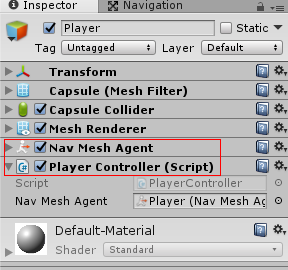 Inspector
Navigation
Player
Static
Tag Untagged Layer Default
Transform
Capsule (Mesh Filter)
Capsule Collider
Mesh Renderer
Nav Mesh Agent
Player Controller (Script)
Script PlayerController
Nav Mesh Agent Player (Nav Mesh Ag
Default-Material
Shader Standard